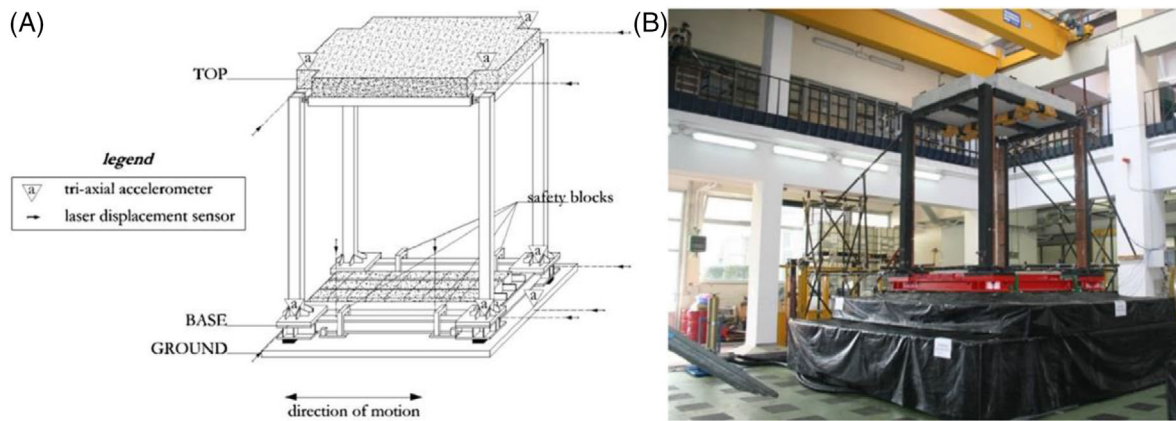 (A)
a
a
a
TOP
legend
a tri-axial accelerometer
laser displacement sensor
safety blocks
a
a
a
a
BASE
GROUND
direction of motion
(B)